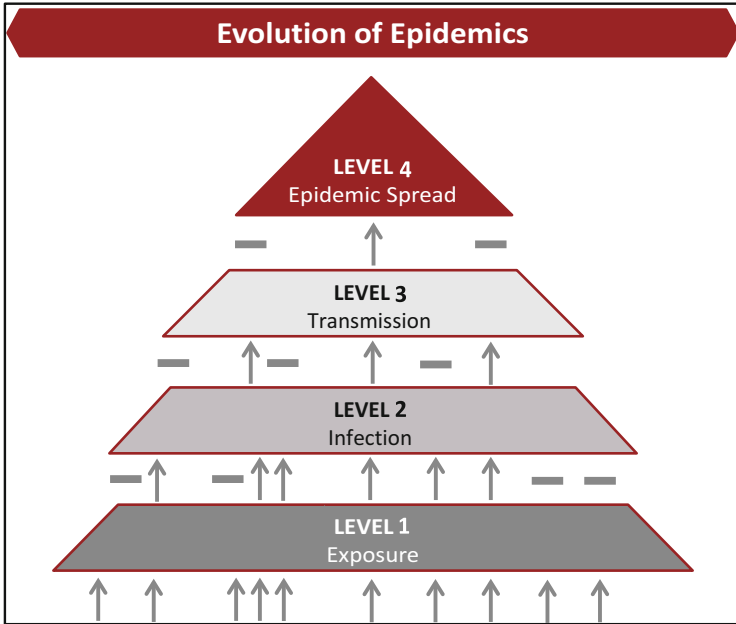 Evolution of Epidemics
LEVEL 4
Epidemic Spread
LEVEL 3
Transmission
LEVEL 2
Infection
LEVEL 1
Exposure